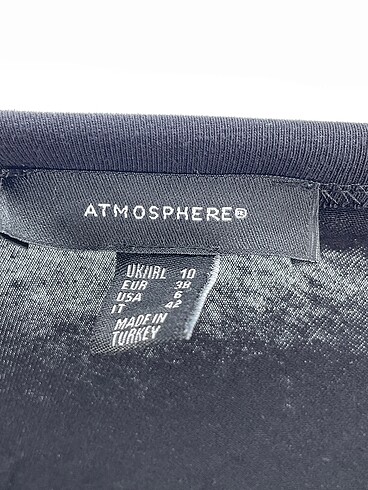 ATMOSPHERE®
UK/IRL 10
EUR 38
USA 6
IT 42
MADE IN
TURKEY